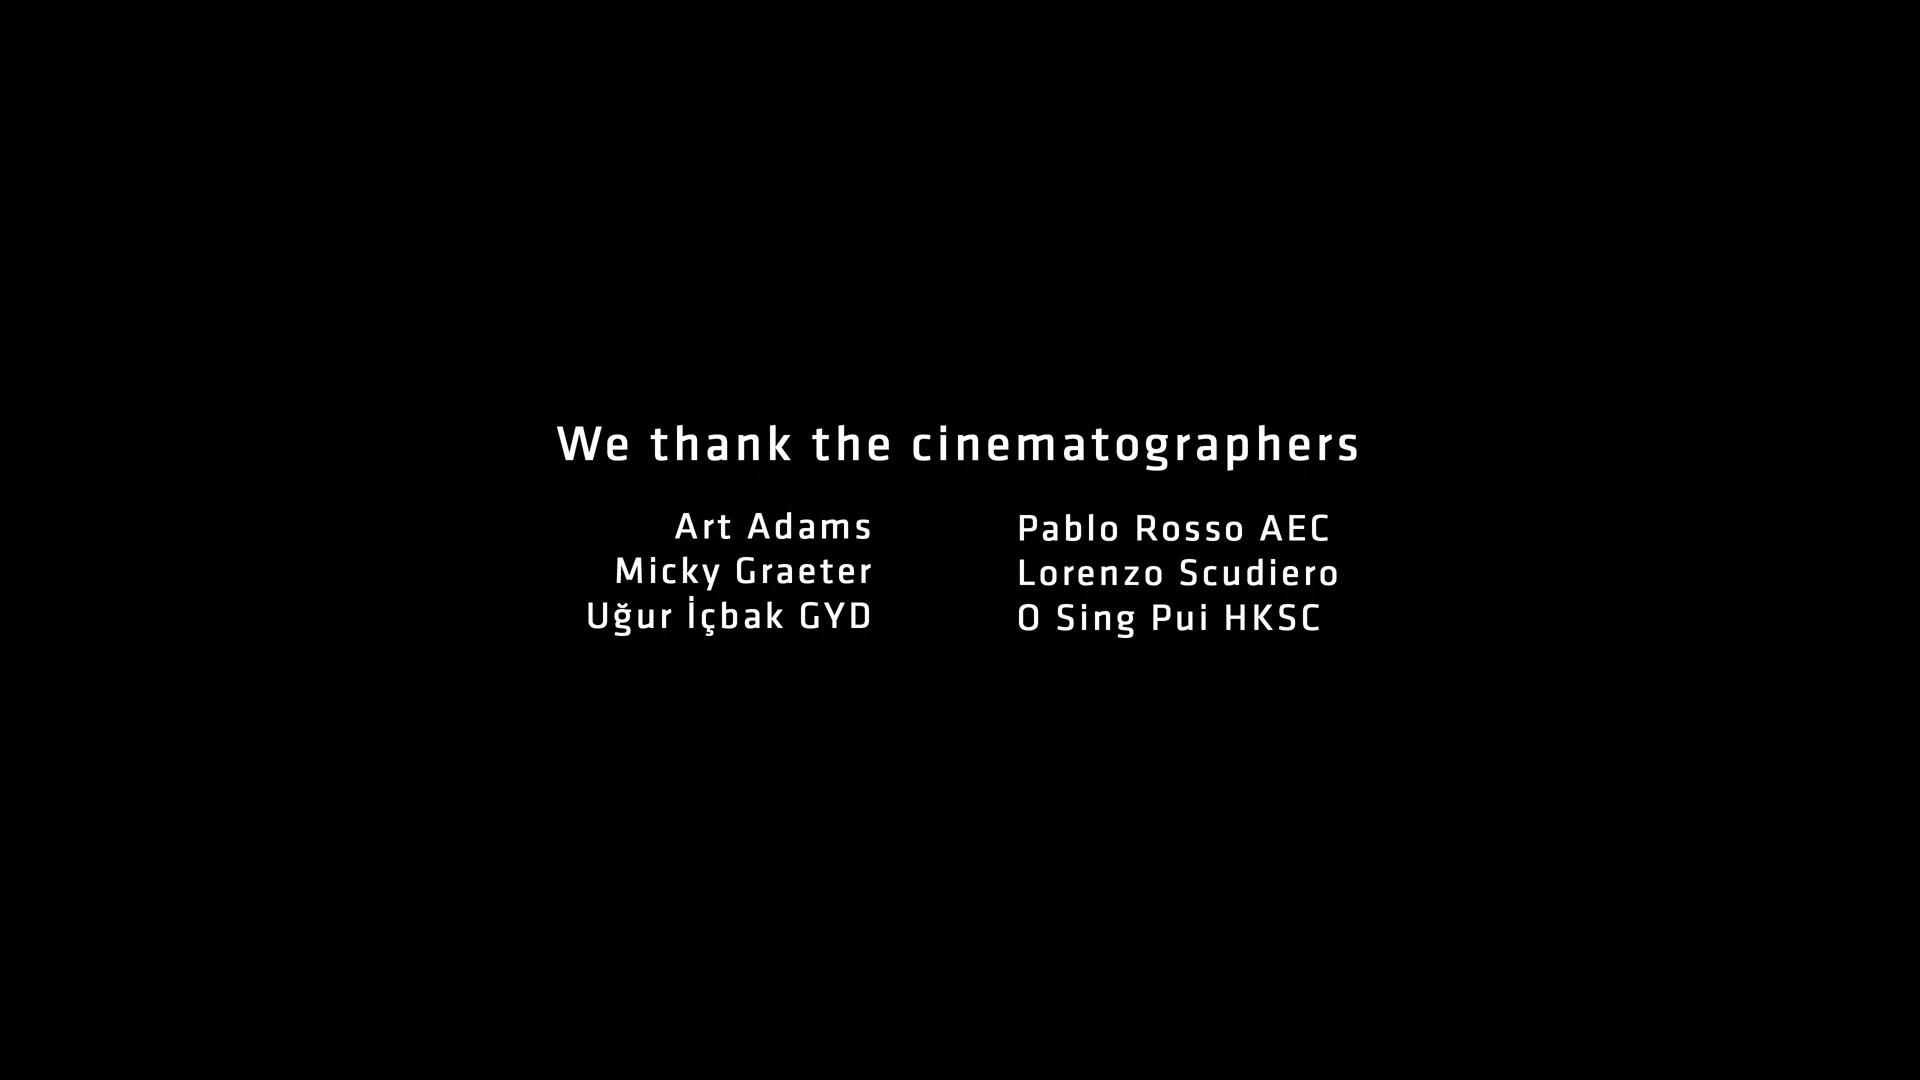 We thank the cinematographers
Art Adams
Micky Graeter
Uğur İçbak GYD
Pablo Rosso AEC
Lorenzo Scudiero
O Sing Pui HKSC